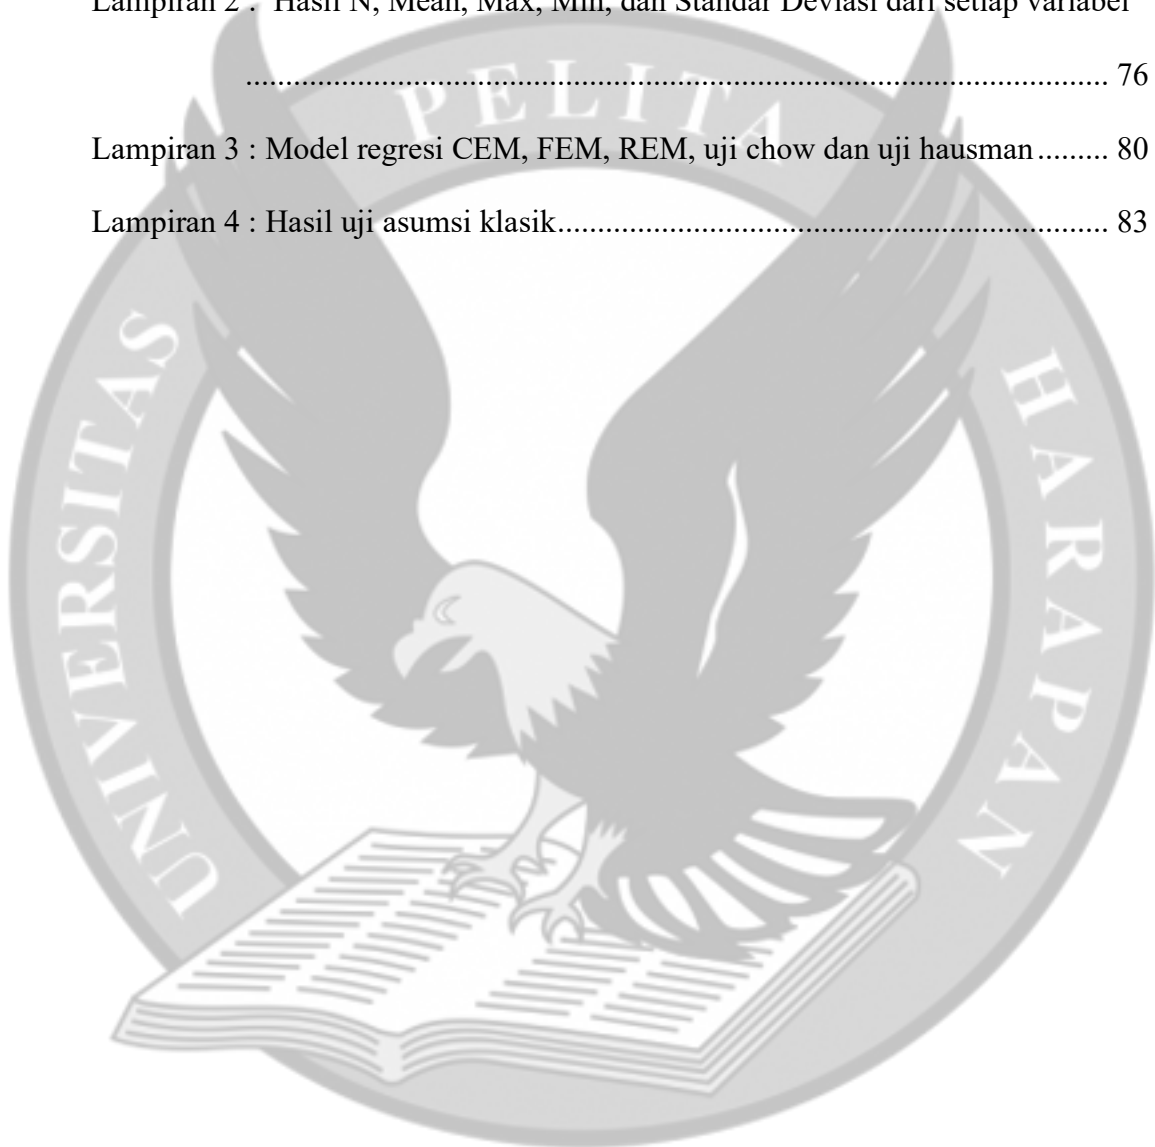 Lampiran 2 : Hasil N, Mean, Max, Min, dan Standar Deviasi dari setiap variabel
.............................................................................................................. 76
Lampiran 3 : Model regresi CEM, FEM, REM, uji chow dan uji hausman ......... 80
Lampiran 4 : Hasil uji asumsi klasik...................................................................... 83
UNIVERSITAS PELITA HARAPAN